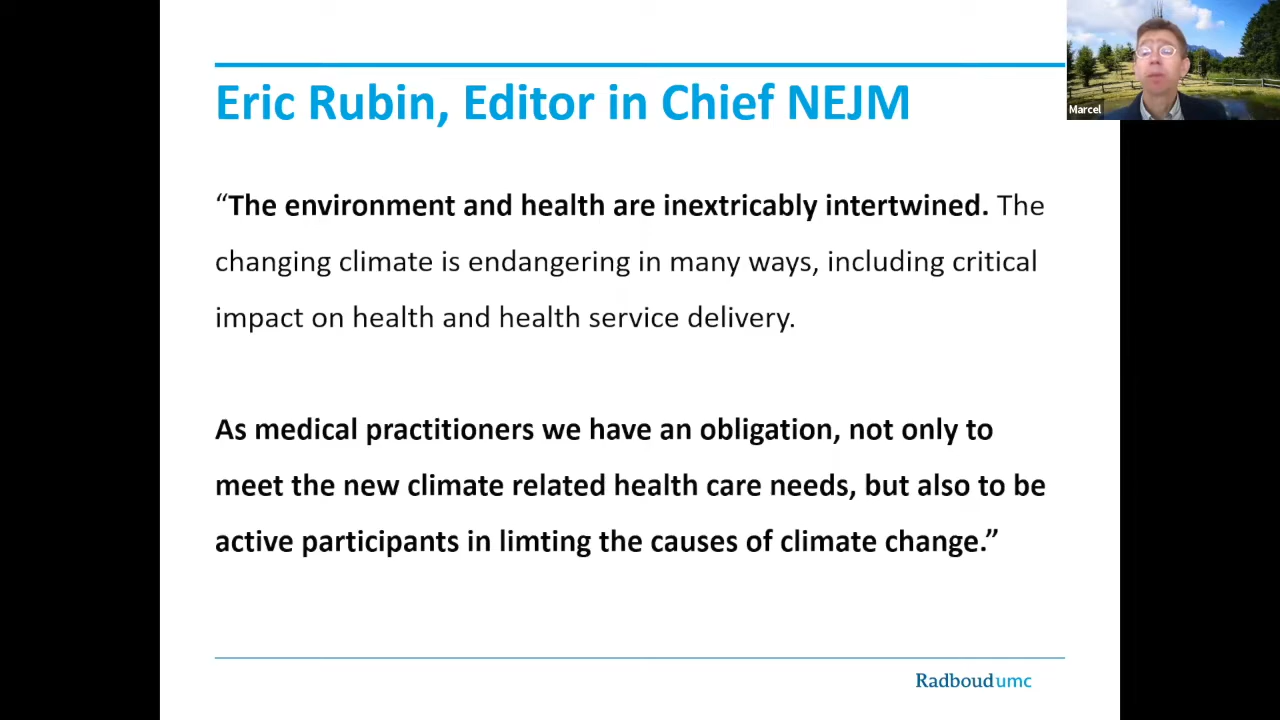 Eric Rubin, Editor in Chief NEJM
Marcel
“The environment and health are inextricably intertwined. The
changing climate is endangering in many ways, including critical
impact on health and health service delivery.
As medical practitioners we have an obligation, not only to
meet the new climate related health care needs, but also to be
active participants in limting the causes of climate change.”
Radboudumc